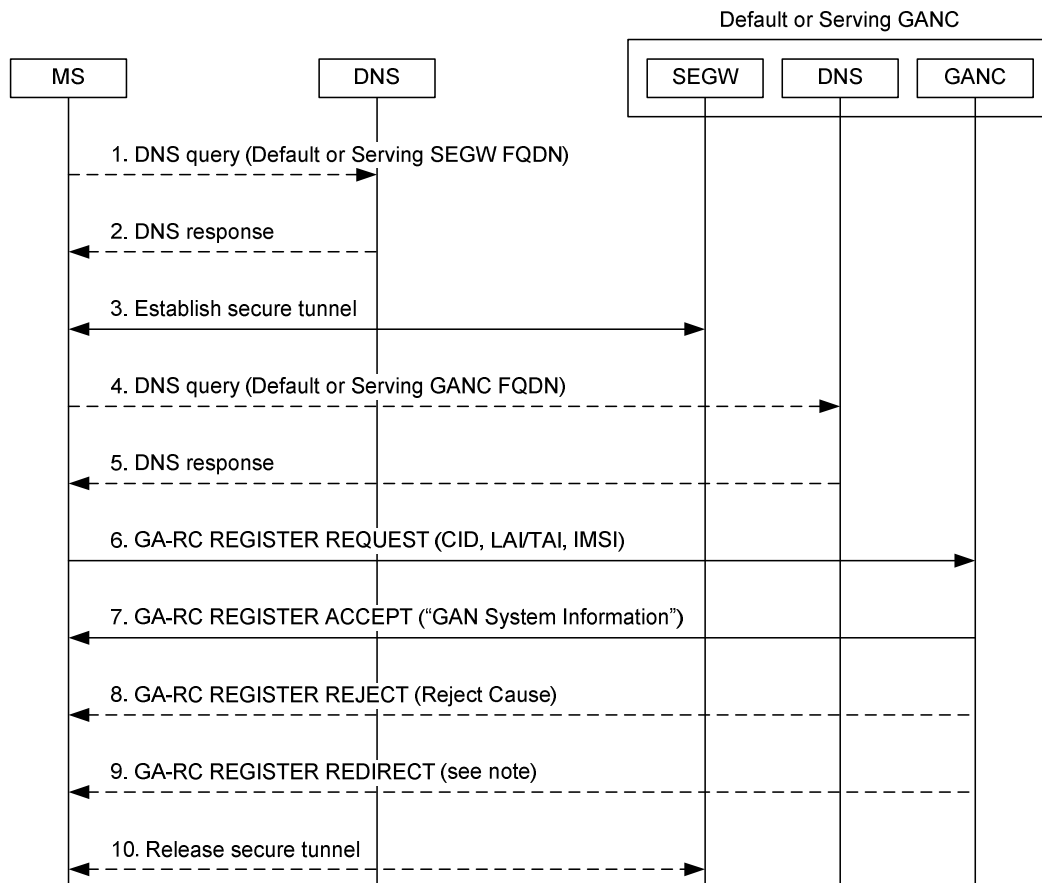 Default or Serving GANC
MS
DNS
SEGW
DNS
GANC
1. DNS query (Default or Serving SEGW FQDN)
2. DNS response
3. Establish secure tunnel
4. DNS query (Default or Serving GANC FQDN)
5. DNS response
6. GA-RC REGISTER REQUEST (CID, LAI/TAI, IMSI)
7. GA-RC REGISTER ACCEPT (“GAN System Information”)
8. GA-RC REGISTER REJECT (Reject Cause)
9. GA-RC REGISTER REDIRECT (see note)
10. Release secure tunnel